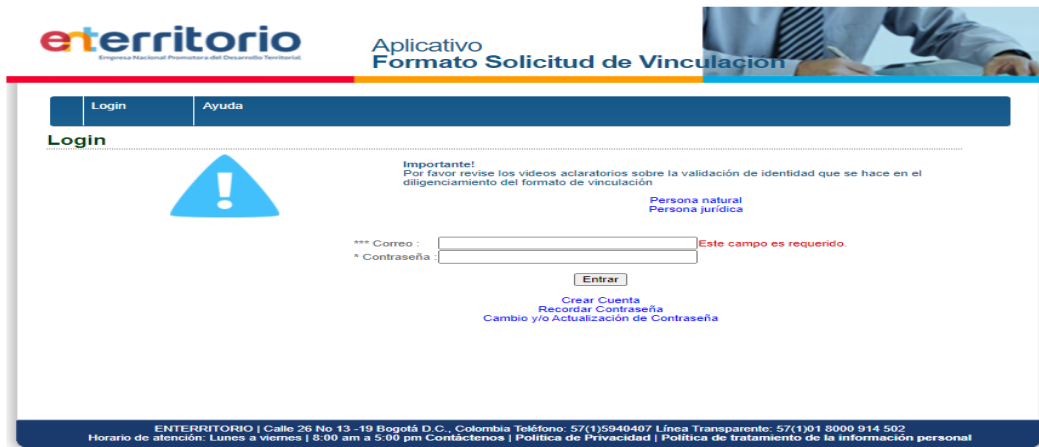 enterritorio
Empresa Nacional Promotora del Desarrollo Territorial
Aplicativo
Formato Solicitud de Vinculación
Login
Ayuda
Login
Importante!
Por favor revise los videos aclaratorios sobre la validación de identidad que se hace en el
diligenciamiento del formato de vinculación
Persona natural
Persona jurídica
*** Correo :
Este campo es requerido.
* Contraseña :
Entrar
Crear Cuenta
Recordar Contraseña
Cambio y/o Actualización de Contraseña
ENTERRITORIO | Calle 26 No 13 -19 Bogotá D.C., Colombia Teléfono: 57(1)5940407 Línea Transparente: 57(1)01 8000 914 502
Horario de atención: Lunes a viernes | 8:00 am a 5:00 pm Contáctenos | Política de Privacidad | Política de tratamiento de la información personal